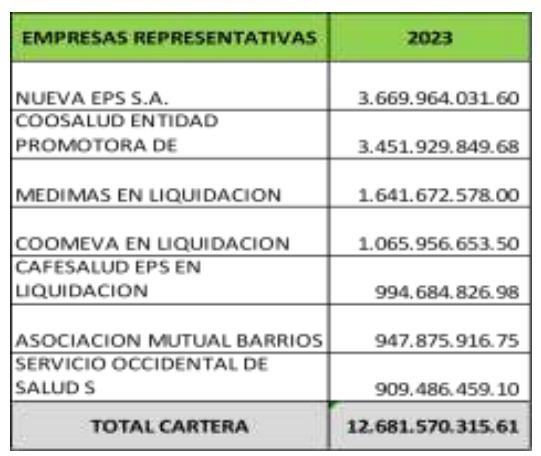 EMPRESAS REPRESENTATIVAS 2023
NUEVA EPS S.A. 3.669.964.031.60
COOSALUD ENTIDAD
PROMOTORA DE 3.451.929.849.68
MEDIMAS EN LIQUIDACION 1.641.672.578.00
COOMEVA EN LIQUIDACION 1.065.956.653.50
CAFESALUD EPS EN
LIQUIDACION 994.684.826.98
ASOCIACION MUTUAL BARRIOS 947.875.916.75
SERVICIO OCCIDENTAL DE
SALUD S 909.486.459.10
TOTAL CARTERA 12.681.570.315.61